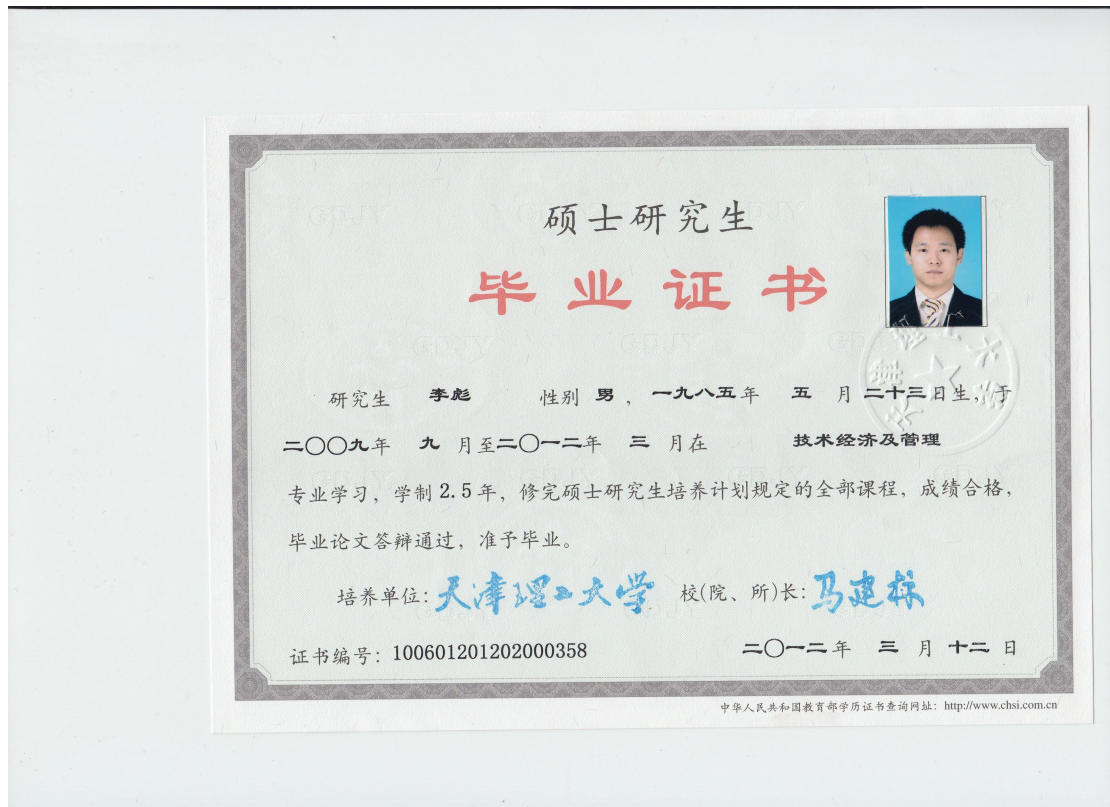 硕士研究生
毕业证书
研究生 李彪 性别 男 ，一九八五年 五 月 二十三日生，于
二〇〇九年 九 月至二〇一二年 三 月在 技术经济及管理
专业学习，学制 2.5 年，修完硕士研究生培养计划规定的全部课程，成绩合格，
毕业论文答辩通过，准予毕业。
培养单位：天津理工大学 校(院、所)长：马建标
证书编号：100601201202000358 二〇一二年 三 月 十二 日
中华人民共和国教育部学历证书查询网址：http://www.chsi.com.cn